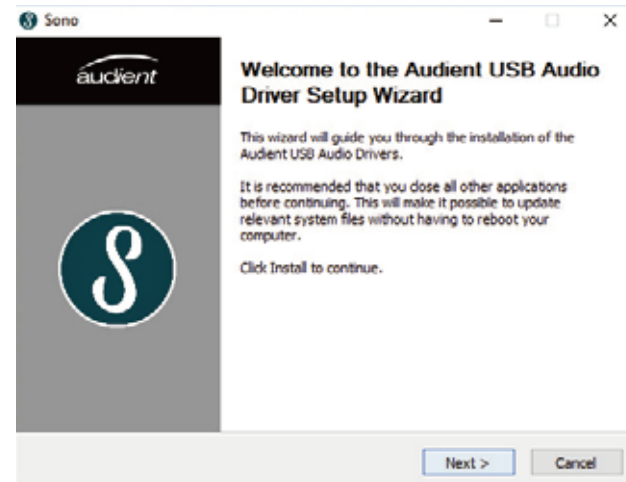 Sono
audient
Welcome to the Audient USB Audio
Driver Setup Wizard
This wizard will guide you through the installation of the
Audient USB Audio Drivers.
It is recommended that you close all other applications
before continuing. This will make it possible to update
relevant system files without having to reboot your
computer.
Click Install to continue.
Next >
Cancel